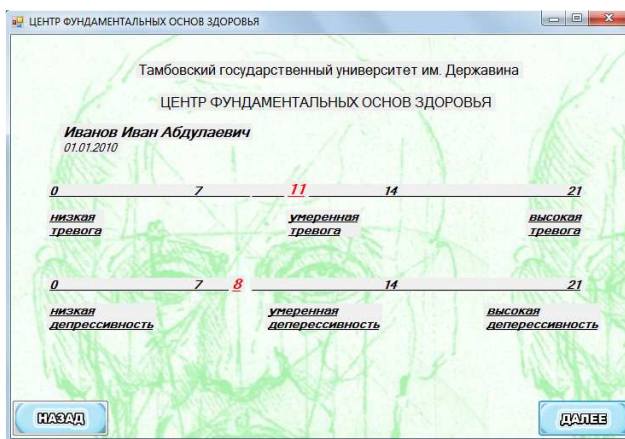 ЦЕНТР ФУНДАМЕНТАЛЬНЫХ ОСНОВ ЗДОРОВЬЯ
Тамбовский государственный университет им. Державина
ЦЕНТР ФУНДАМЕНТАЛЬНЫХ ОСНОВ ЗДОРОВЬЯ
Иванов Иван Абдулаевич
01.01.2010
0 7 11 14 21
низкая умеренная высокая
тревога тревога тревога
0 7 8 14 21
низкая умеренная высокая
депрессивность деперессивность деперессивность
НАЗАД ДАЛЕЕ